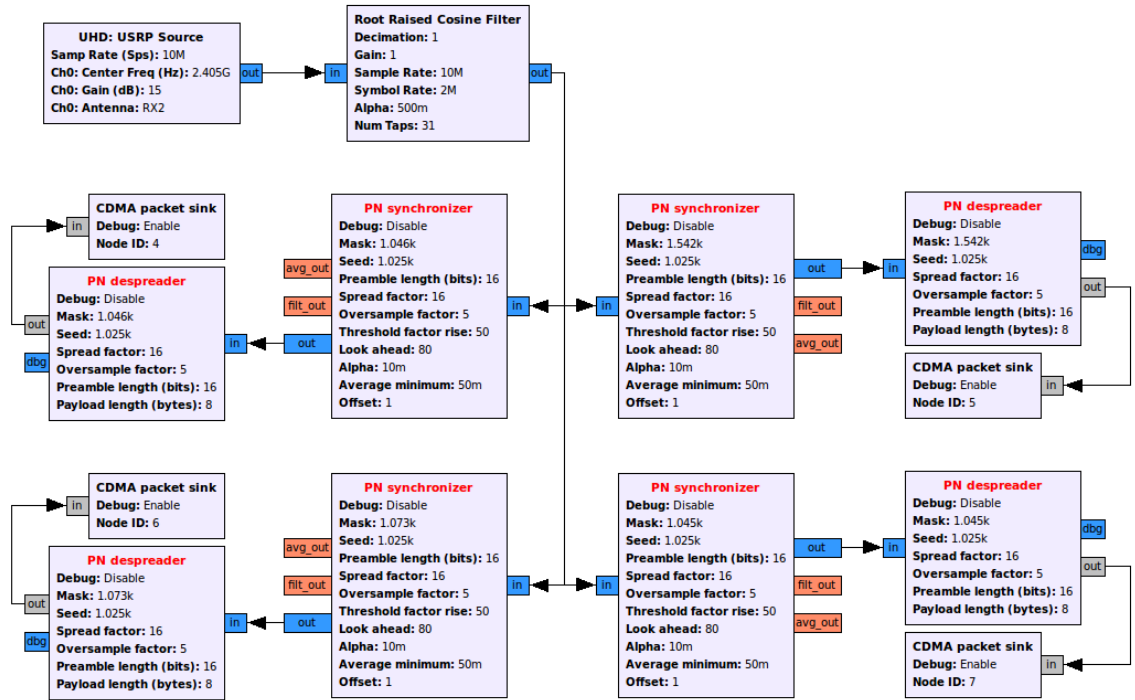 UHD: USRP Source
Samp Rate (Sps): 10M
Ch0: Center Freq (Hz): 2.405G
Ch0: Gain (dB): 15
Ch0: Antenna: RX2
out
in
Root Raised Cosine Filter
Decimation: 1
Gain: 1
Sample Rate: 10M
Symbol Rate: 2M
Alpha: 500m
Num Taps: 31
out
in
CDMA packet sink
Debug: Enable
Node ID: 4
out
dbg
PN despreader
Debug: Disable
Mask: 1.046k
Seed: 1.025k
Spread factor: 16
Oversample factor: 5
Preamble length (bits): 16
Payload length (bytes): 8
in
avg_out
filt_out
out
PN synchronizer
Debug: Disable
Mask: 1.046k
Seed: 1.025k
Preamble length (bits): 16
Spread factor: 16
Oversample factor: 5
Threshold factor rise: 50
Look ahead: 80
Alpha: 10m
Average minimum: 50m
Offset: 1
in
in
PN synchronizer
Debug: Disable
Mask: 1.542k
Seed: 1.025k
Preamble length (bits): 16
Spread factor: 16
Oversample factor: 5
Threshold factor rise: 50
Look ahead: 80
Alpha: 10m
Average minimum: 50m
Offset: 1
out
filt_out
avg_out
in
PN despreader
Debug: Disable
Mask: 1.542k
Seed: 1.025k
Spread factor: 16
Oversample factor: 5
Preamble length (bits): 16
Payload length (bytes): 8
dbg
out
CDMA packet sink
Debug: Enable
Node ID: 5
in
in
CDMA packet sink
Debug: Enable
Node ID: 6
out
dbg
PN despreader
Debug: Disable
Mask: 1.073k
Seed: 1.025k
Spread factor: 16
Oversample factor: 5
Preamble length (bits): 16
Payload length (bytes): 8
in
avg_out
filt_out
out
PN synchronizer
Debug: Disable
Mask: 1.073k
Seed: 1.025k
Preamble length (bits): 16
Spread factor: 16
Oversample factor: 5
Threshold factor rise: 50
Look ahead: 80
Alpha: 10m
Average minimum: 50m
Offset: 1
in
in
PN synchronizer
Debug: Disable
Mask: 1.045k
Seed: 1.025k
Preamble length (bits): 16
Spread factor: 16
Oversample factor: 5
Threshold factor rise: 50
Look ahead: 80
Alpha: 10m
Average minimum: 50m
Offset: 1
out
filt_out
avg_out
in
PN despreader
Debug: Disable
Mask: 1.045k
Seed: 1.025k
Spread factor: 16
Oversample factor: 5
Preamble length (bits): 16
Payload length (bytes): 8
dbg
out
CDMA packet sink
Debug: Enable
Node ID: 7
in